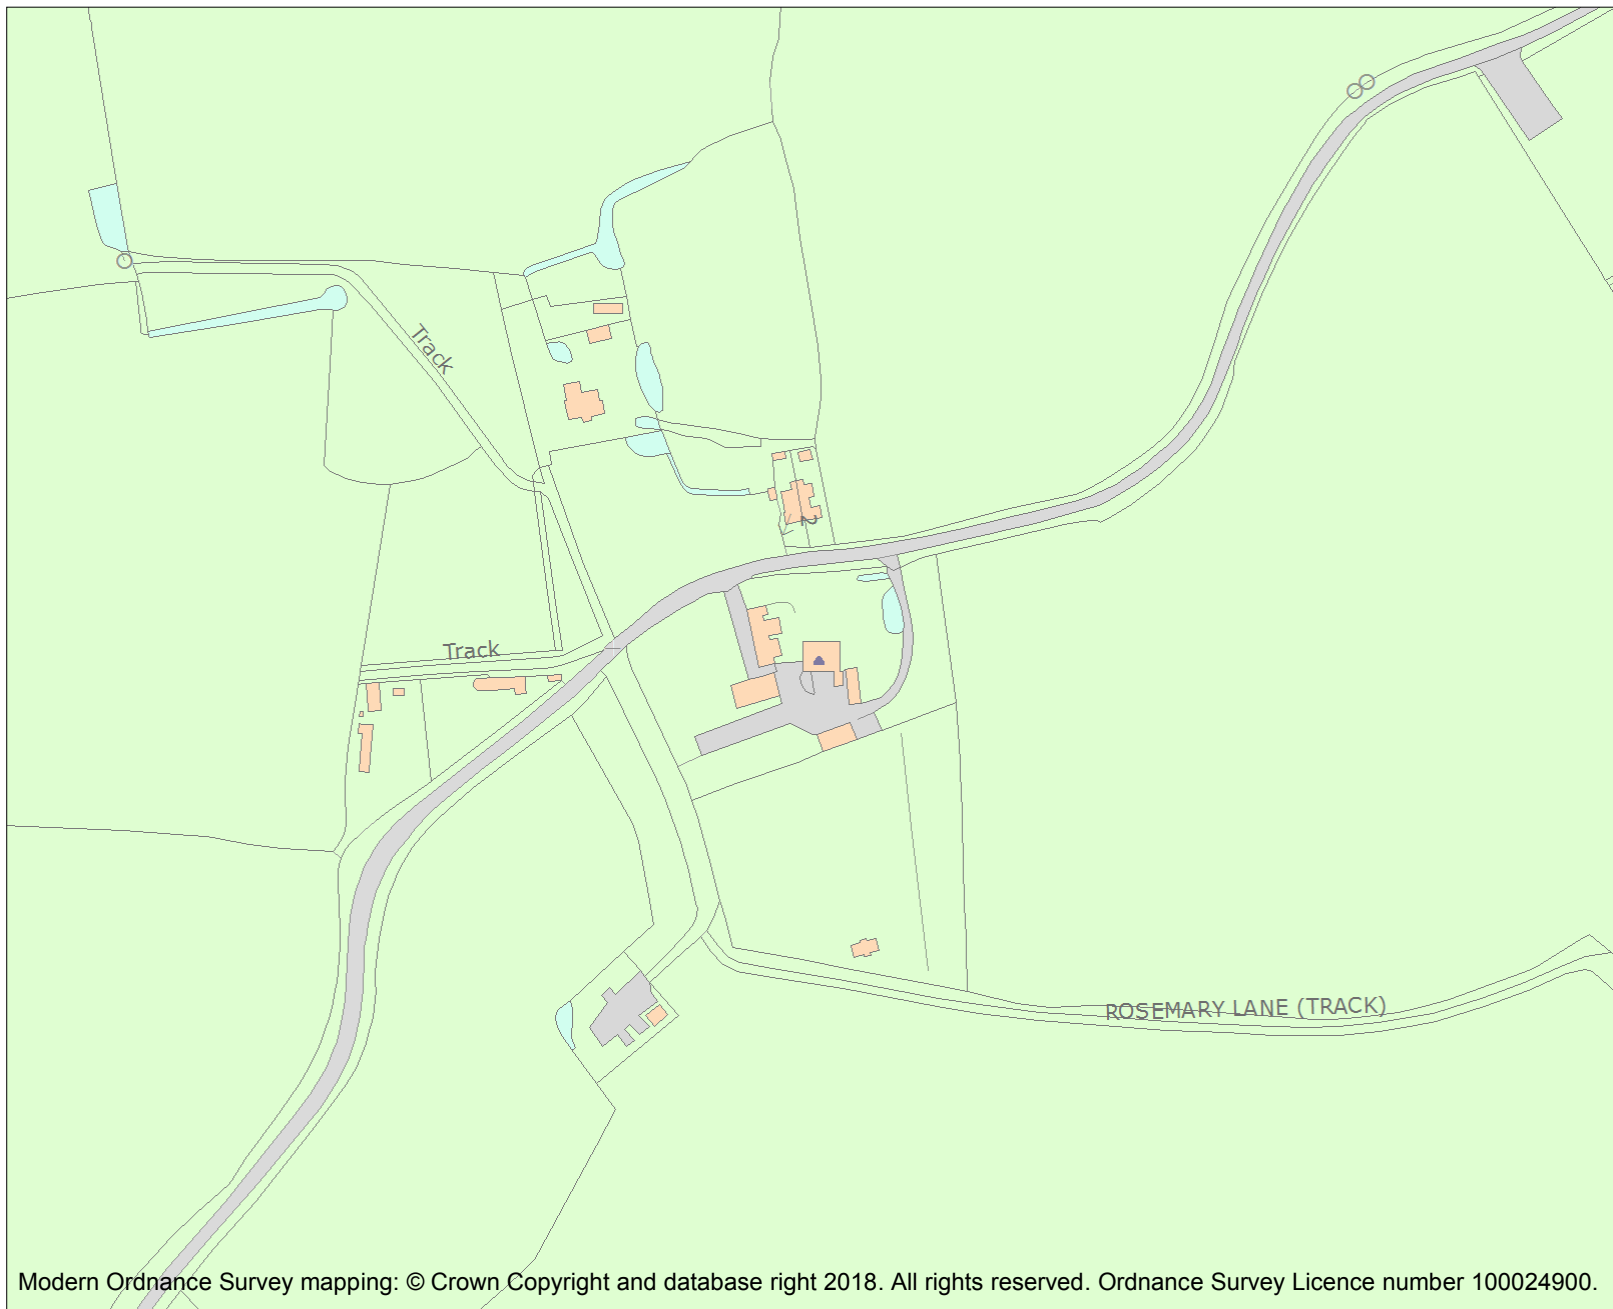 Track
2
Track
ROSEMARY LANE (TRACK)
Modern Ordnance Survey mapping: © Crown Copyright and database right 2018. All rights reserved. Ordnance Survey Licence number 100024900.